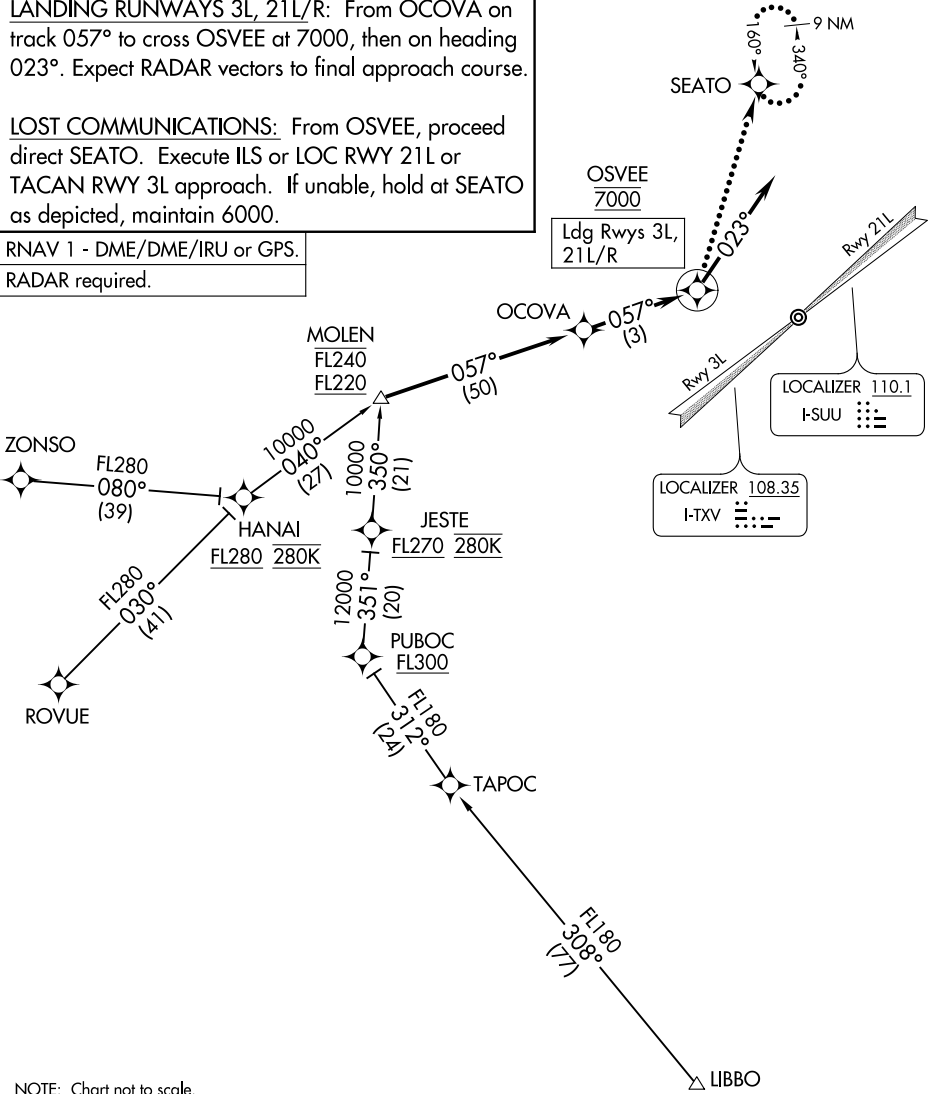 LANDING RUNWAYS 3L, 21L/R: From OCOVA on
track 057° to cross OSVEE at 7000, then on heading
023°. Expect RADAR vectors to final approach course.
LOST COMMUNICATIONS: From OSVEE, proceed
direct SEATO. Execute ILS or LOC RWY 21L or
TACAN RWY 3L approach. If unable, hold at SEATO
as depicted, maintain 6000.
RNAV 1 - DME/DME/IRU or GPS.
RADAR required.
9 NM
160°
340°
SEATO
OSVEE
7000
Ldg Rwys 3L,
21L/R
023°
Rwy 21L
Rwy 3L
LOCALIZER 110.1
I-SUU
LOCALIZER 108.35
I-TXV
OCOVA
057°
(3)
MOLEN
FL240
FL220
057°
(50)
ZONSO
FL280
080°
(39)
10000
040°
(27)
10000
350°
(21)
HANAI
FL280 280K
JESTE
FL270 280K
FL280
030°
(41)
ROVUE
12000
351°
(20)
PUBOC
FL300
FL180
312°
(24)
TAPOC
FL180
308°
(77)
LIBBO
NOTE: Chart not to scale.